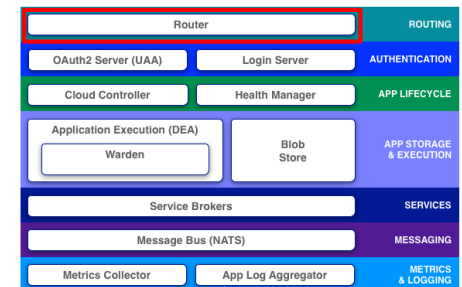 Router
ROUTING
OAuth2 Server (UAA)
Login Server
AUTHENTICATION
Cloud Controller
Health Manager
APP LIFECYCLE
Application Execution (DEA)
Warden
Blob
Store
APP STORAGE
& EXECUTION
Service Brokers
SERVICES
Message Bus (NATS)
MESSAGING
Metrics Collector
App Log Aggregator
METRICS
& LOGGING